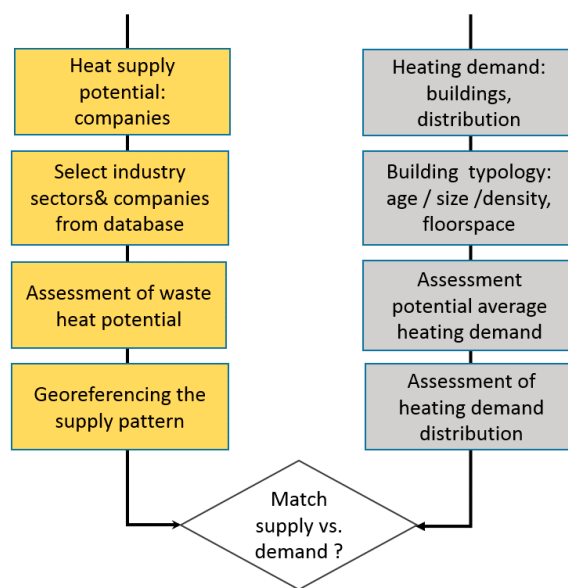 Heat supply
potential:
companies
Select industry
sectors& companies
from database
Assessment of waste
heat potential
Georeferencing the
supply pattern
Heating demand:
buildings,
distribution
Building typology:
age / size /density,
floorspace
Assessment
potential average
heating demand
Assessment of
heating demand
distribution
Match
supply vs.
demand ?